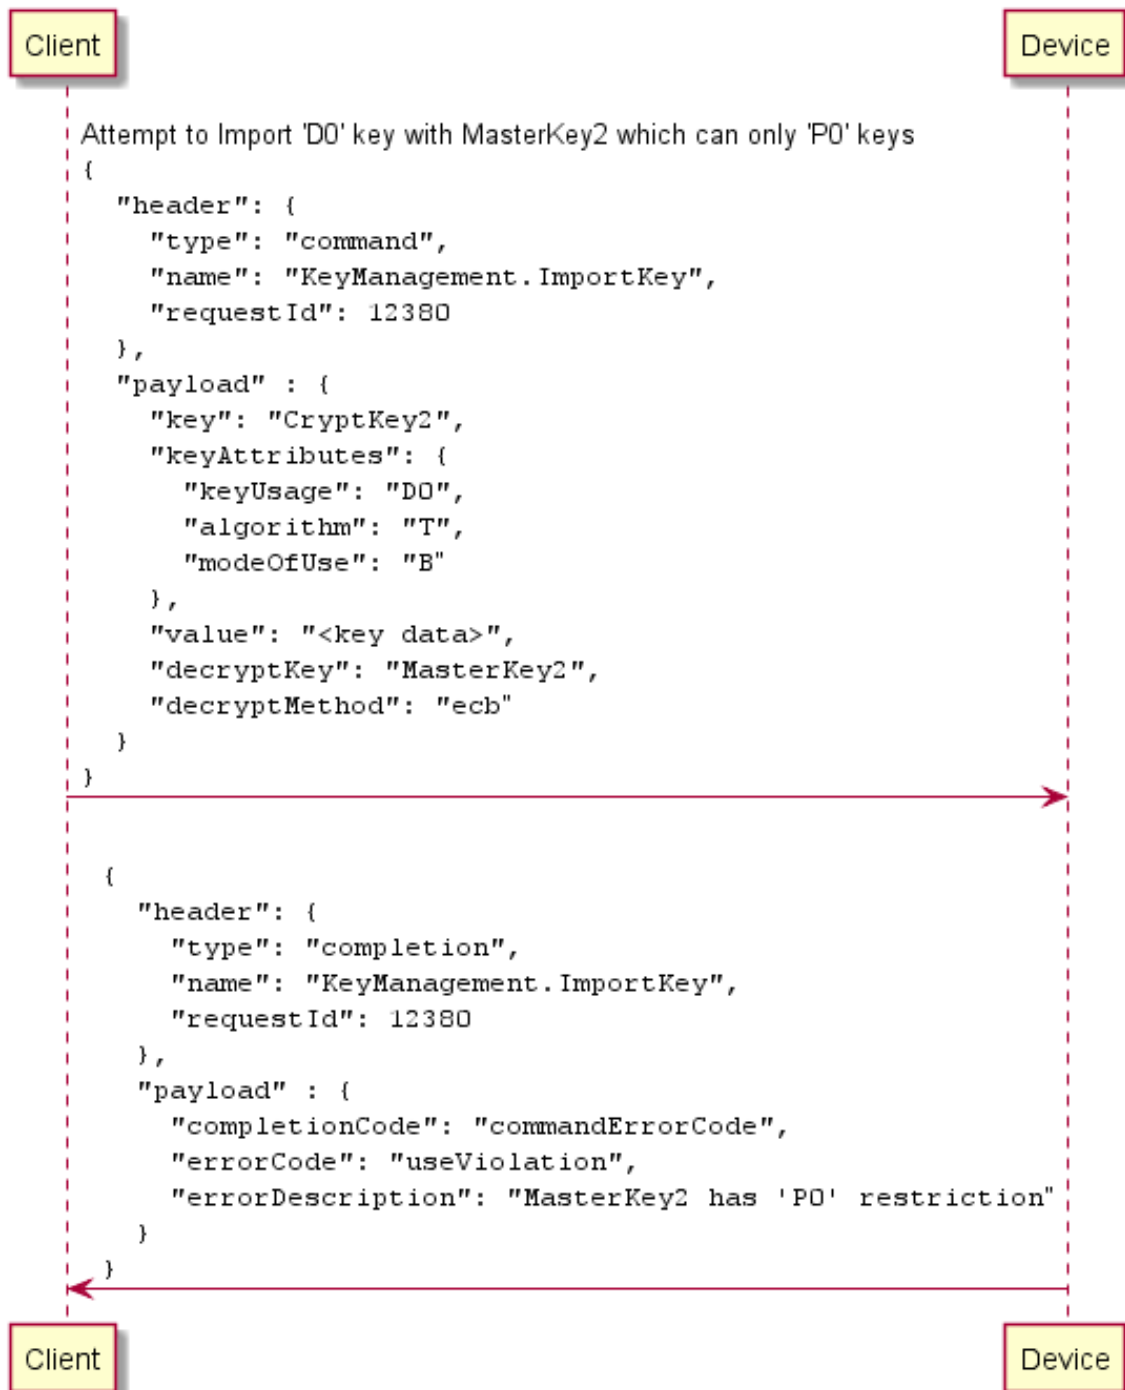 Client Device
Attempt to Import 'D0' key with MasterKey2 which can only 'P0' keys
{
  "header": {
    "type": "command",
    "name": "KeyManagement.ImportKey",
    "requestId": 12380
  },
  "payload" : {
    "key": "CryptKey2",
    "keyAttributes": {
      "keyUsage": "D0",
      "algorithm": "T",
      "modeOfUse": "B"
    },
    "value": "<key data>",
    "decryptKey": "MasterKey2",
    "decryptMethod": "ecb"
  }
}
{
  "header": {
    "type": "completion",
    "name": "KeyManagement.ImportKey",
    "requestId": 12380
  },
  "payload" : {
    "completionCode": "commandErrorCode",
    "errorCode": "useViolation",
    "errorDescription": "MasterKey2 has 'P0' restriction"
  }
}
Client Device